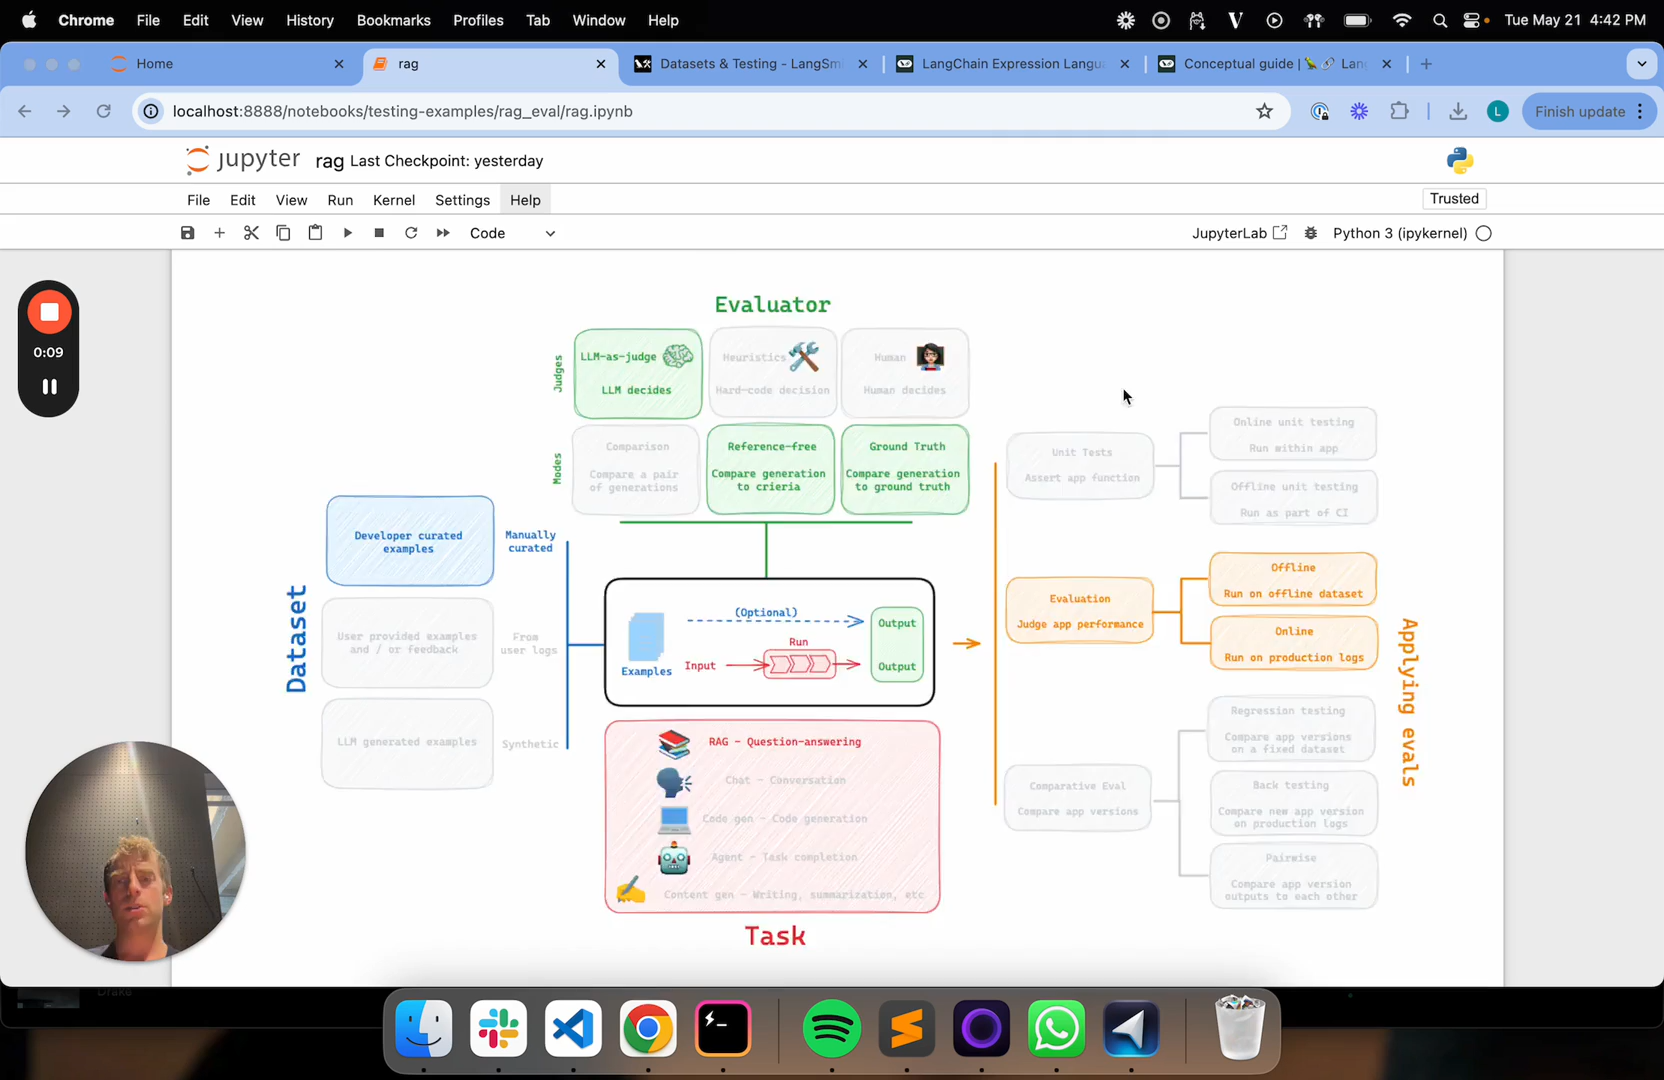 Chrome File Edit View History Bookmarks Profiles Tab Window Help
Tue May 21 4:42 PM
Home
rag
Datasets & Testing - LangSmi
LangChain Expression Langu
Conceptual guide | 🦜🔗 Lang
localhost:8888/notebooks/testing-examples/rag_eval/rag.ipynb
L
Finish update
jupyter rag Last Checkpoint: yesterday
File Edit View Run Kernel Settings Help
Trusted
Code
JupyterLab
Python 3 (ipykernel)
0:09
Evaluator
Judges
LLM-as-judge
LLM decides
Heuristics
Hard-code decision
Human
Human decides
Modes
Comparison
Compare a pair
of generations
Reference-free
Compare generation
to crieria
Ground Truth
Compare generation
to ground truth
Dataset
Developer curated
examples
Manually
curated
User provided examples
and / or feedback
From
user logs
LLM generated examples
Synthetic
Examples
(Optional)
Output
Run
Input
Output
RAG - Question-answering
Chat - Conversation
Code gen - Code generation
Agent - Task completion
Content gen - Writing, summarization, etc
Task
Unit Tests
Assert app function
Online unit testing
Run within app
Offline unit testing
Run as part of CI
Evaluation
Judge app performance
Offline
Run on offline dataset
Online
Run on production logs
Comparative Eval
Compare app versions
Regression testing
Compare app versions
on a fixed dataset
Back testing
Compare new app version
on production logs
Pairwise
Compare app version
outputs to each other
Applying evals
Drake